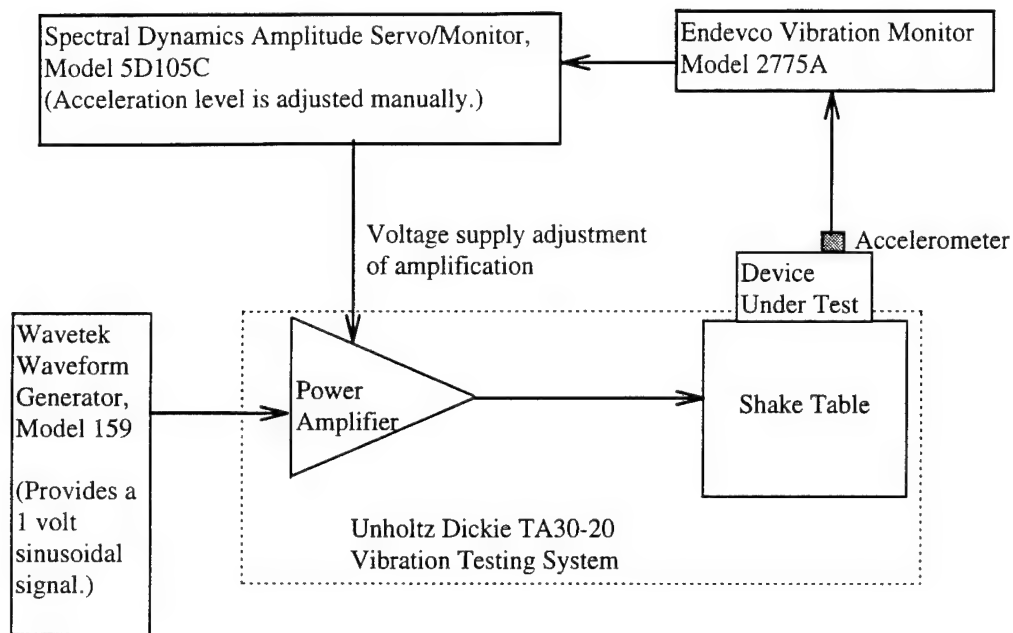 Spectral Dynamics Amplitude Servo/Monitor,
Model 5D105C
(Acceleration level is adjusted manually.)
Endevco Vibration Monitor
Model 2775A
Voltage supply adjustment
of amplification
Accelerometer
Device
Under Test
Wavetek
Waveform
Generator,
Model 159
(Provides a
1 volt
sinusoidal
signal.)
Power
Amplifier
Shake Table
Unholtz Dickie TA30-20
Vibration Testing System